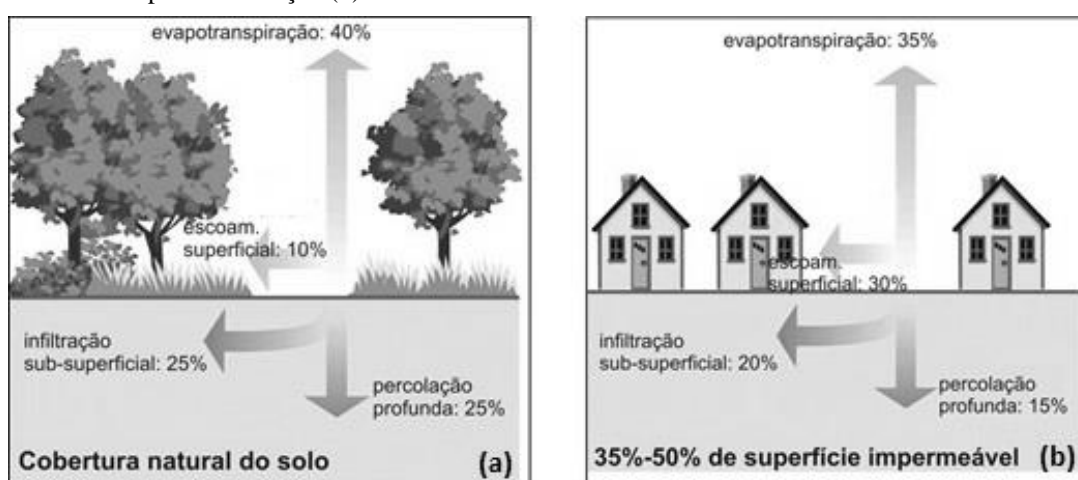 evapotranspiração: 40%
escoam.
superficial: 10%
infiltração
sub-superficial: 25%
percolação
profunda: 25%
Cobertura natural do solo (a)
evapotranspiração: 35%
escoam.
superficial: 30%
infiltração
sub-superficial: 20%
percolação
profunda: 15%
35%-50% de superfície impermeável (b)